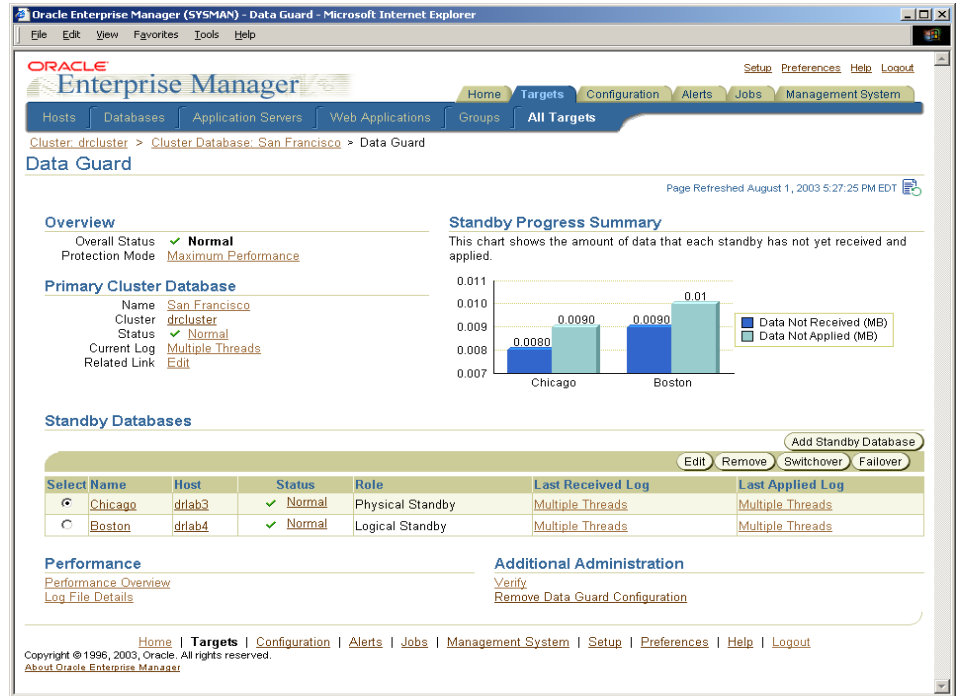 Oracle Enterprise Manager (SYSMAN) - Data Guard - Microsoft Internet Explorer
File Edit View Favorites Tools Help
ORACLE
Enterprise Manager
Setup Preferences Help Logout
Home Targets Configuration Alerts Jobs Management System
Hosts Databases Application Servers Web Applications Groups All Targets
Cluster: drcluster > Cluster Database: San Francisco > Data Guard
Data Guard
Page Refreshed August 1, 2003 5:27:25 PM EDT
Overview
Overall Status Normal
Protection Mode Maximum Performance
Primary Cluster Database
Name San Francisco
Cluster drcluster
Status Normal
Current Log Multiple Threads
Related Link Edit
Standby Progress Summary
This chart shows the amount of data that each standby has not yet received and
applied.
0.011
0.010
0.009
0.008
0.007
0.0080
0.0090
0.0090
0.01
Chicago Boston
Data Not Received (MB)
Data Not Applied (MB)
Standby Databases
Add Standby Database
Edit Remove Switchover Failover
Select Name Host Status Role Last Received Log Last Applied Log
Chicago drlab3 Normal Physical Standby Multiple Threads Multiple Threads
Boston drlab4 Normal Logical Standby Multiple Threads Multiple Threads
Performance
Performance Overview
Log File Details
Additional Administration
Verify
Remove Data Guard Configuration
Home | Targets | Configuration | Alerts | Jobs | Management System | Setup | Preferences | Help | Logout
Copyright © 1996, 2003, Oracle. All rights reserved.
About Oracle Enterprise Manager